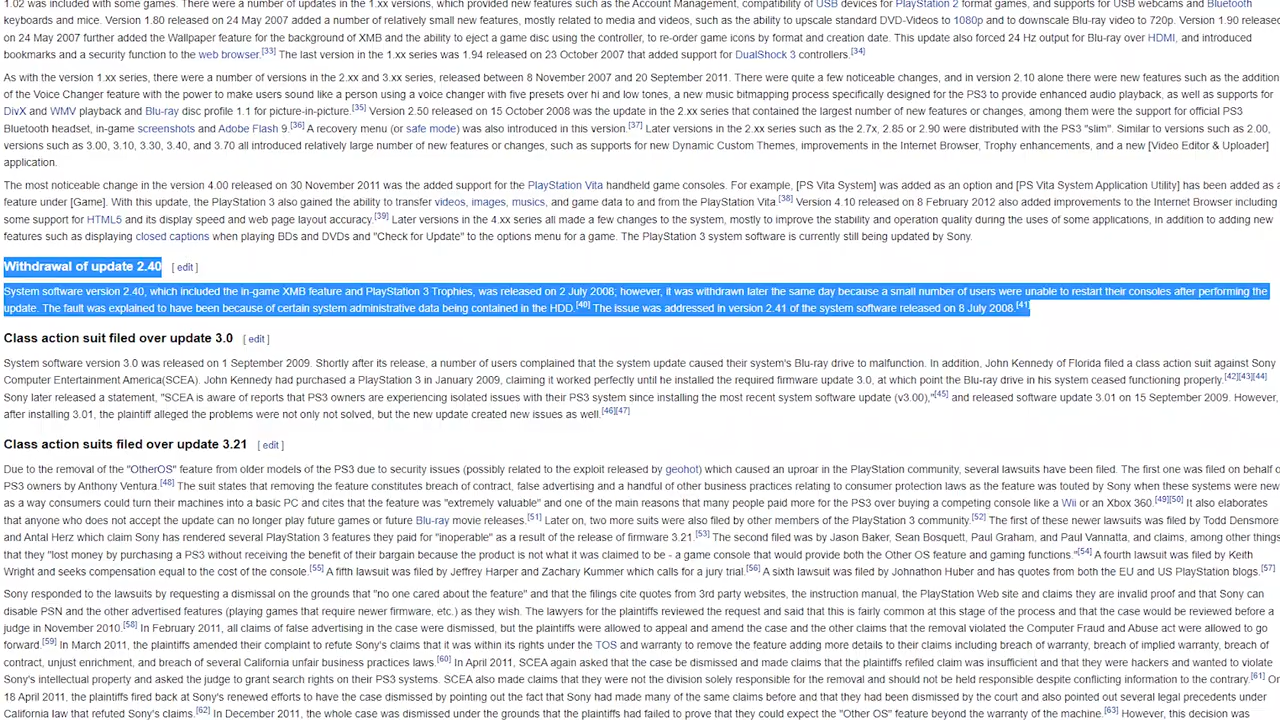 1.02 was included with some games. There were a number of updates in the 1.xx versions, which provided new features such as the Account Management, compatibility of USB devices for PlayStation 2 format games, and supports for USB webcams and Bluetooth
keyboards and mice. Version 1.80 released on 24 May 2007 added a number of relatively small new features, mostly related to media and videos, such as the ability to upscale standard DVD-Videos to 1080p and to downscale Blu-ray video to 720p. Version 1.90 released
on 24 May 2007 further added the Wallpaper feature for the background of XMB and the ability to eject a game disc using the controller, to re-order game icons by format and creation date. This update also forced 24 Hz output for Blu-ray over HDMI, and introduced
bookmarks and a security function to the web browser.[33] The last version in the 1.xx series was 1.94 released on 23 October 2007 that added support for DualShock 3 controllers.[34]
As with the version 1.xx series, there were a number of versions in the 2.xx and 3.xx series, released between 8 November 2007 and 20 September 2011. There were quite a few noticeable changes, and in version 2.10 alone there were new features such as the addition
of the Voice Changer feature with the power to make users sound like a person using a voice changer with five presets over hi and low tones, a new music bitmapping process specifically designed for the PS3 to provide enhanced audio playback, as well as supports for
DivX and WMV playback and Blu-ray disc profile 1.1 for picture-in-picture.[35] Version 2.50 released on 15 October 2008 was the update in the 2.xx series that contained the largest number of new features or changes, among them were the support for official PS3
Bluetooth headset, in-game screenshots and Adobe Flash 9.[36] A recovery menu (or safe mode) was also introduced in this version.[37] Later versions in the 2.xx series such as the 2.7x, 2.85 or 2.90 were distributed with the PS3 "slim". Similar to versions such as 2.00,
versions such as 3.00, 3.10, 3.30, 3.40, and 3.70 all introduced relatively large number of new features or changes, such as supports for new Dynamic Custom Themes, improvements in the Internet Browser, Trophy enhancements, and a new [Video Editor & Uploader]
application.
The most noticeable change in the version 4.00 released on 30 November 2011 was the added support for the PlayStation Vita handheld game consoles. For example, [PS Vita System] was added as an option and [PS Vita System Application Utility] has been added as a
feature under [Game]. With this update, the PlayStation 3 also gained the ability to transfer videos, images, musics, and game data to and from the PlayStation Vita [38] Version 4.10 released on 8 February 2012 also added improvements to the Internet Browser including
some support for HTML5 and its display speed and web page layout accuracy.[39] Later versions in the 4.xx series all made a few changes to the system, mostly to improve the stability and operation quality during the uses of some applications, in addition to adding new
features such as displaying closed captions when playing BDs and DVDs and "Check for Update" to the options menu for a game. The PlayStation 3 system software is currently still being updated by Sony.
Withdrawal of update 2.40 [ edit ]
System software version 2.40, which included the in-game XMB feature and PlayStation 3 Trophies, was released on 2 July 2008; however, it was withdrawn later the same day because a small number of users were unable to restart their consoles after performing the
update. The fault was explained to have been because of certain system administrative data being contained in the HDD.[40] The issue was addressed in version 2.41 of the system software released on 8 July 2008.[41]
Class action suit filed over update 3.0 [ edit ]
System software version 3.0 was released on 1 September 2009. Shortly after its release, a number of users complained that the system update caused their system's Blu-ray drive to malfunction. In addition, John Kennedy of Florida filed a class action suit against Sony
Computer Entertainment America(SCEA). John Kennedy had purchased a PlayStation 3 in January 2009, claiming it worked perfectly until he installed the required firmware update 3.0, at which point the Blu-ray drive in his system ceased functioning properly.[42][43][44]
Sony later released a statement, "SCEA is aware of reports that PS3 owners are experiencing isolated issues with their PS3 system since installing the most recent system software update (v3.00),"[45] and released software update 3.01 on 15 September 2009. However,
after installing 3.01, the plaintiff alleged the problems were not only not solved, but the new update created new issues as well.[46][47]
Class action suits filed over update 3.21 [ edit ]
Due to the removal of the "OtherOS" feature from older models of the PS3 due to security issues (possibly related to the exploit released by geohot) which caused an uproar in the PlayStation community, several lawsuits have been filed. The first one was filed on behalf o
PS3 owners by Anthony Ventura.[48] The suit states that removing the feature constitutes breach of contract, false advertising and a handful of other business practices relating to consumer protection laws as the feature was touted by Sony when these systems were new
as a way consumers could turn their machines into a basic PC and cites that the feature was "extremely valuable" and one of the main reasons that many people paid more for the PS3 over buying a competing console like a Wii or an Xbox 360.[49][50] It also elaborates
that anyone who does not accept the update can no longer play future games or future Blu-ray movie releases.[51] Later on, two more suits were also filed by other members of the PlayStation 3 community.[52] The first of these newer lawsuits was filed by Todd Densmore
and Antal Herz which claim Sony has rendered several PlayStation 3 features they paid for "inoperable" as a result of the release of firmware 3.21.[53] The second filed was by Jason Baker, Sean Bosquett, Paul Graham, and Paul Vannatta, and claims, among other things
that they "lost money by purchasing a PS3 without receiving the benefit of their bargain because the product is not what it was claimed to be - a game console that would provide both the Other OS feature and gaming functions."[54] A fourth lawsuit was filed by Keith
Wright and seeks compensation equal to the cost of the console.[55] A fifth lawsuit was filed by Jeffrey Harper and Zachary Kummer which calls for a jury trial.[56] A sixth lawsuit was filed by Johnathon Huber and has quotes from both the EU and US PlayStation blogs.[57]
Sony responded to the lawsuits by requesting a dismissal on the grounds that "no one cared about the feature" and that the filings cite quotes from 3rd party websites, the instruction manual, the PlayStation Web site and claims they are invalid proof and that Sony can
disable PSN and the other advertised features (playing games that require newer firmware, etc.) as they wish. The lawyers for the plaintiffs reviewed the request and said that this is fairly common at this stage of the process and that the case would be reviewed before a
judge in November 2010.[58] In February 2011, all claims of false advertising in the case were dismissed, but the plaintiffs were allowed to appeal and amend the case and the other claims that the removal violated the Computer Fraud and Abuse act were allowed to go
forward.[59] In March 2011, the plaintiffs amended their complaint to refute Sony's claims that it was within its rights under the TOS and warranty to remove the feature adding more details to their claims including breach of warranty, breach of implied warranty, breach of
contract, unjust enrichment, and breach of several California unfair business practices laws.[60] In April 2011, SCEA again asked that the case be dismissed and made claims that the plaintiffs refiled claim was insufficient and that they were hackers and wanted to violate
Sony's intellectual property and asked the judge to grant search rights on their PS3 systems. SCEA also made claims that they were not the division solely responsible for the removal and should not be held responsible despite conflicting information to the contrary.[61] On
18 April 2011, the plaintiffs fired back at Sony's renewed efforts to have the case dismissed by pointing out the fact that Sony had made many of the same claims before and that they had been dismissed by the court and also pointed out several legal precedents under
California law that refuted Sony's claims.[62] In December 2011, the whole case was dismissed under the grounds that the plaintiffs had failed to prove that they could expect the "Other OS" feature beyond the warranty of the machine.[63] However, this decision was